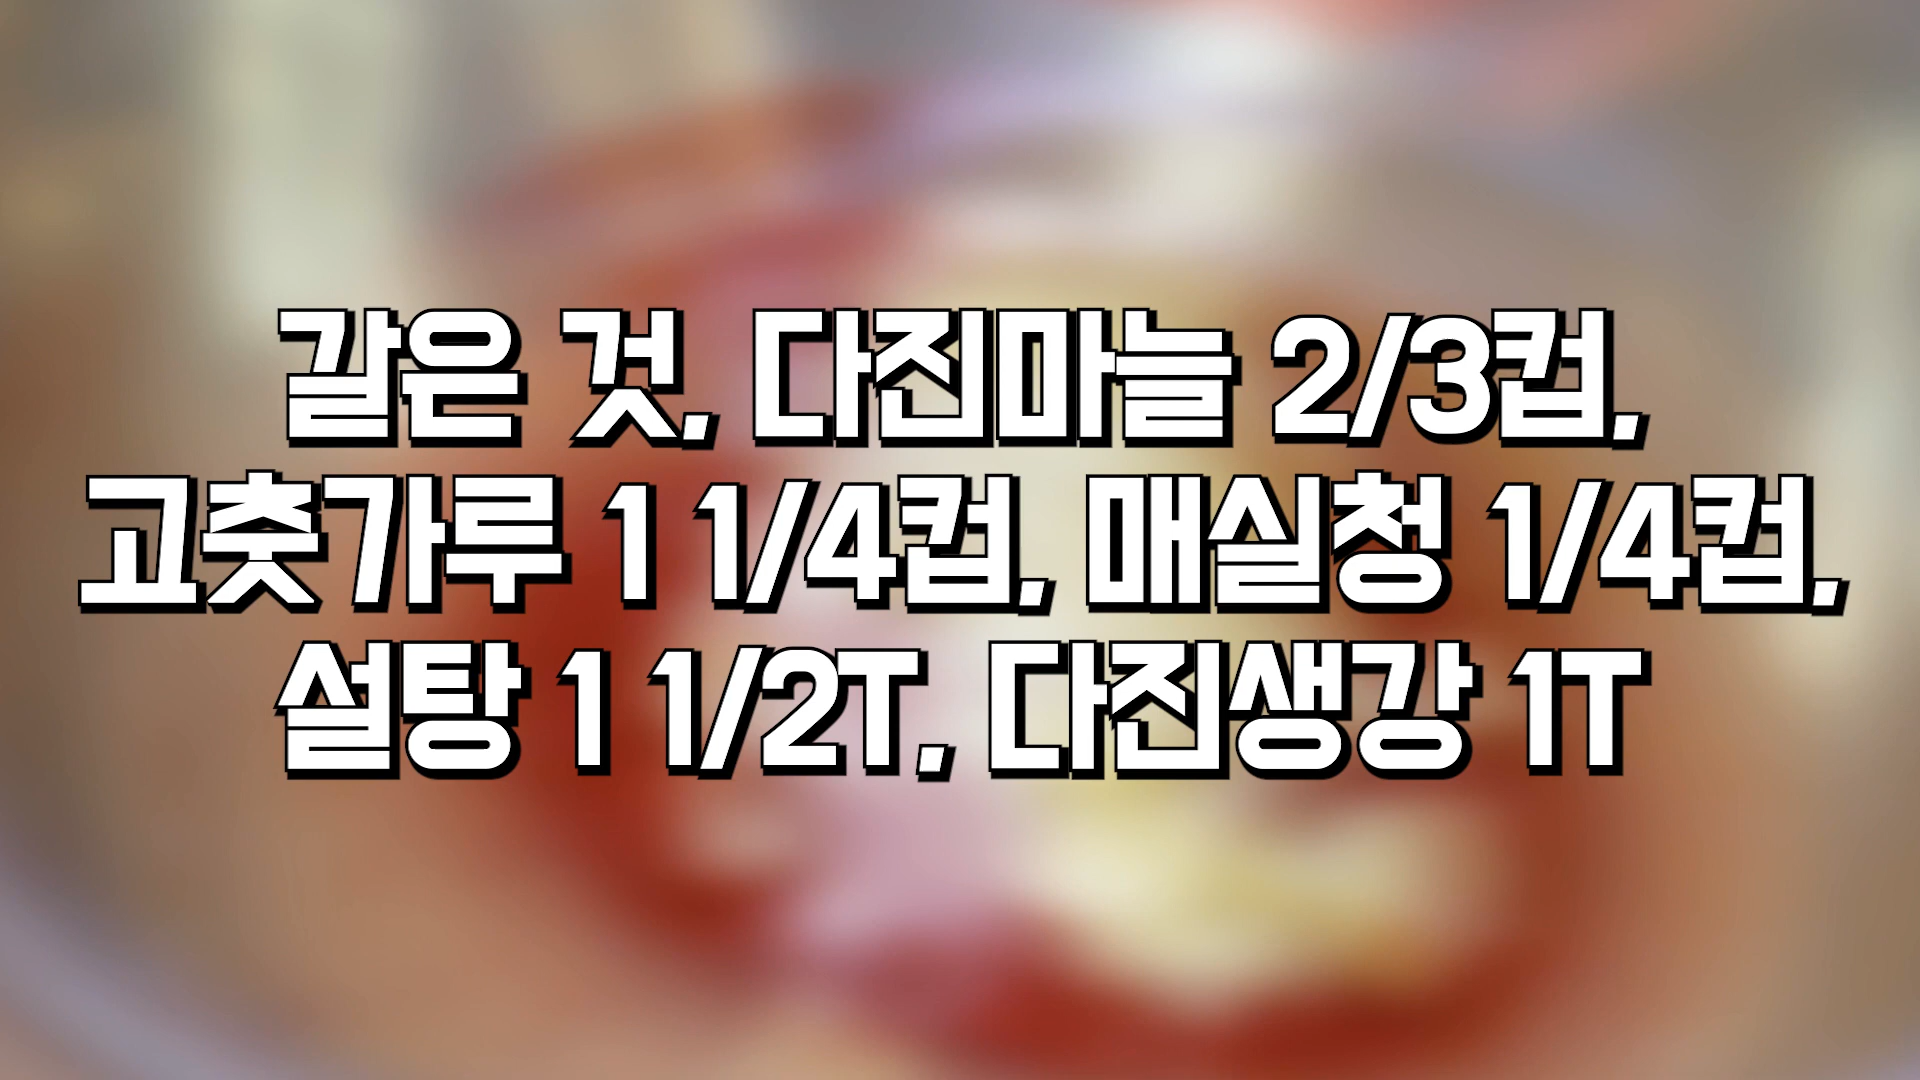 갈은 것, 다진마늘 2/3컵,
고춧가루 1 1/4컵, 매실청 1/4컵,
설탕 1 1/2T, 다진생강 1T